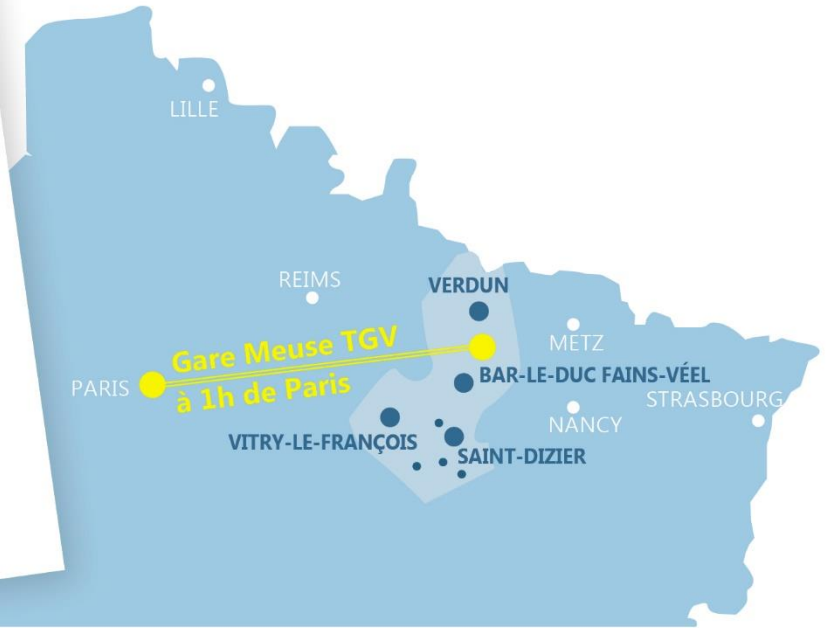 LILLE
REIMS
VERDUN
METZ
Gare Meuse TGV
à 1h de Paris
PARIS
BAR-LE-DUC FAINS-VÉEL
STRASBOURG
NANCY
VITRY-LE-FRANÇOIS
SAINT-DIZIER